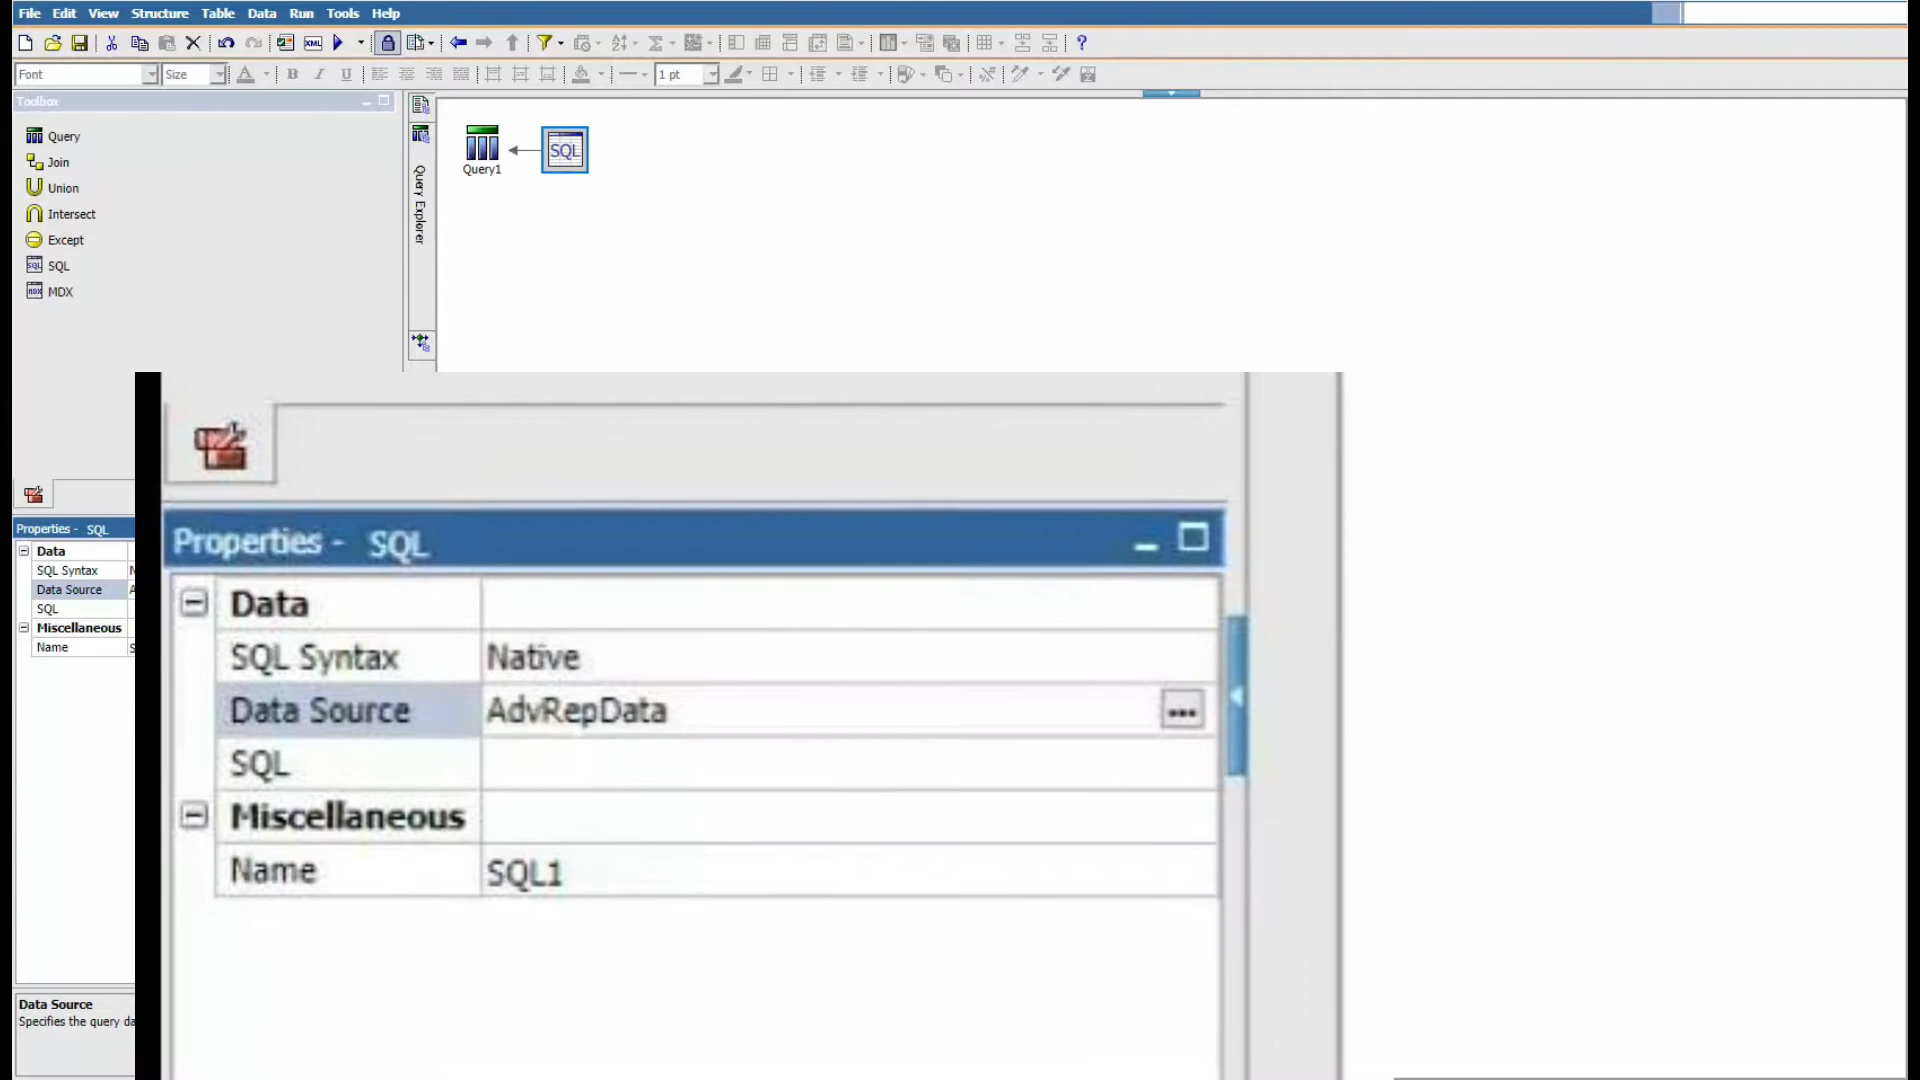 File Edit View Structure Table Data Run Tools Help
Font Size 1 pt
Toolbox
Query
Join
Union
Intersect
Except
SQL
MDX
Query Explorer
Query1
SQL
Properties - SQL
Data
SQL Syntax
Data Source
SQL
Miscellaneous
Name
Data Source
Specifies the query
Properties - SQL
Data
SQL Syntax Native
Data Source AdvRepData ...
SQL
Miscellaneous
Name SQL1